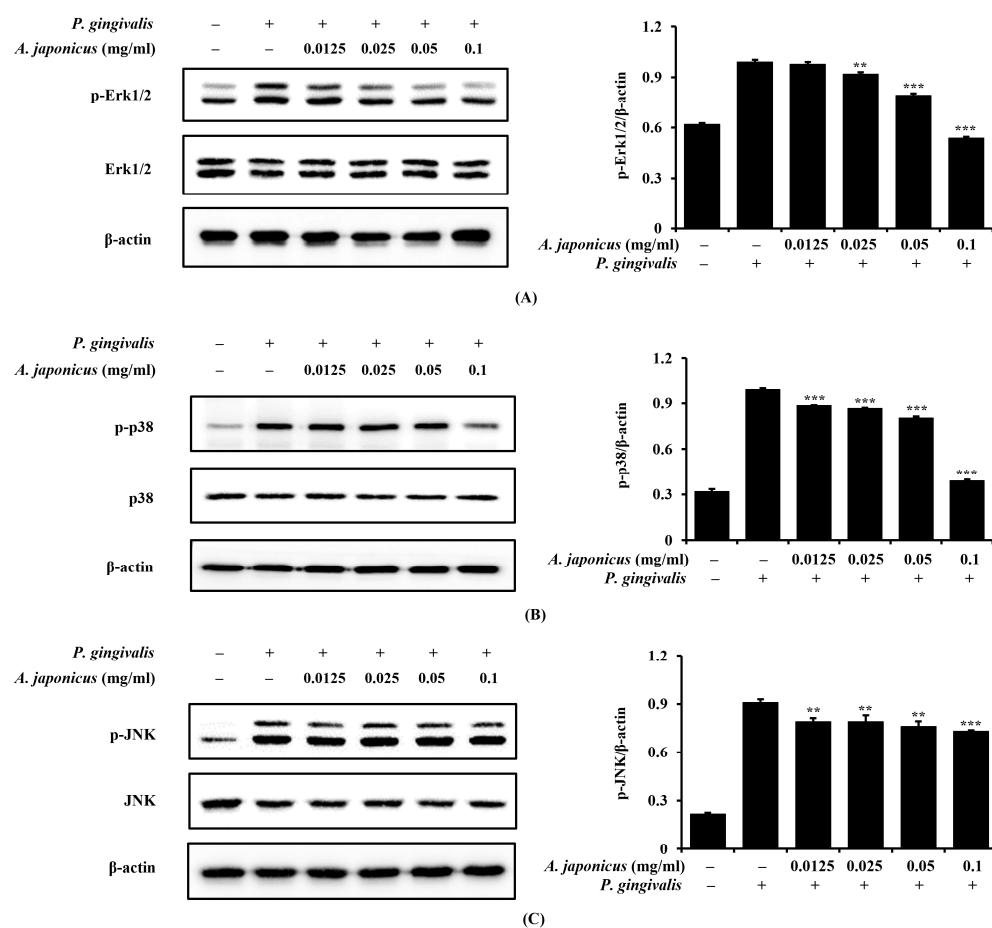 P. gingivalis – + + + + +
A. japonicus (mg/ml) – – 0.0125 0.025 0.05 0.1
p-Erk1/2
Erk1/2
β-actin
p-Erk1/2/β-actin
1.2
0.9
0.6
0.3
0
** *** ***
A. japonicus (mg/ml) – – 0.0125 0.025 0.05 0.1
P. gingivalis – + + + + +
(A)
P. gingivalis – + + + + +
A. japonicus (mg/ml) – – 0.0125 0.025 0.05 0.1
p-p38
p38
β-actin
p-p38/β-actin
1.2
0.9
0.6
0.3
0
*** *** *** ***
A. japonicus (mg/ml) – – 0.0125 0.025 0.05 0.1
P. gingivalis – + + + + +
(B)
P. gingivalis – + + + + +
A. japonicus (mg/ml) – – 0.0125 0.025 0.05 0.1
p-JNK
JNK
β-actin
p-JNK/β-actin
1.2
0.9
0.6
0.3
0
** ** ** ***
A. japonicus (mg/ml) – – 0.0125 0.025 0.05 0.1
P. gingivalis – + + + + +
(C)